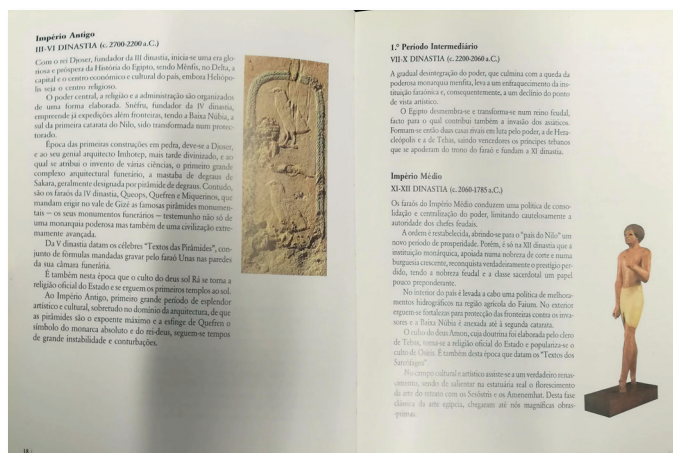 Império Antigo
III-VI DINASTIA (c. 2700-2200 a.C.)
Com o rei Djoser, fundador da III dinastia, inicia-se uma era glo-
riosa e próspera da História do Egipto, sendo Mênfis, no Delta, a
capital e o centro económico e cultural do país, embora Heliópo-
lis seja o centro religioso.
O poder central, a religião e a administração são organizados
de uma forma elaborada. Snéfru, fundador da IV dinastia,
empreende já expedições além fronteiras, tendo a Baixa Núbia, a
sul da primeira catarata do Nilo, sido transformada num protec-
torado.
Época das primeiras construções em pedra, deve-se a Djoser,
e ao seu genial arquitecto Imhotep, mais tarde divinizado, e ao
qual se atribui o invento de várias ciências, o primeiro grande
complexo arquitectural funerário, a mastaba de degraus de
Sakara, geralmente designada por pirâmide de degraus. Contudo,
são os faraós da IV dinastia, Queops, Quefren e Miquerinos, que
mandam erigir no vale de Gizé as famosas pirâmides monumen-
tais — os seus monumentos funerários — testemunho não só de
uma monarquia poderosa mas também de uma civilização extre-
mamente avançada.
Da V dinastia datam os célebres "Textos das Pirâmides", con-
junto de fórmulas mandadas gravar pelo faraó Unas nas paredes
da sua câmara funerária.
É também nesta época que o culto do deus sol Rá se torna a
religião oficial do Estado e se erguem os primeiros templos ao sol.
Ao Império Antigo, primeiro grande período de esplendor
artístico e cultural, sobretudo no domínio da arquitectura, de que
as pirâmides são o expoente máximo e a esfinge de Quefren o
símbolo do monarca absoluto e do rei-deus, seguem-se tempos
de grande instabilidade e conturbações.
18
1.º Período Intermediário
VII-X DINASTIA (c. 2200-2060 a.C.)
A gradual desintegração do poder, que culmina com a queda da
poderosa monarquia menfita, leva a um enfraquecimento da ins-
tituição faraónica e, consequentemente, a um declínio do ponto
de vista artístico.
O Egipto desmembra-se e transforma-se num reino feudal,
facto para o qual contribui também a invasão dos asiáticos.
Formam-se então duas casas rivais em luta pelo poder, a de Hera-
cleópolis e a de Tebas, saindo vencedores os príncipes tebanos
que se apoderam do trono do faraó e fundam a XI dinastia.
Império Médio
XI-XII DINASTIA (c. 2060-1785 a.C.)
Os faraós do Império Médio conduzem uma política de conso-
lidação e centralização do poder, limitando cautelosamente a
autoridade dos chefes feudais.
A ordem é restabelecida, abrindo-se para o "país do Nilo" um
novo período de prosperidade. Porém, é só na XII dinastia que a
instituição monárquica, apoiada numa nobreza de corte e numa
burguesia crescente, reconquista verdadeiramente o prestígio per-
dido, tendo a nobreza feudal e a classe sacerdotal um papel
pouco preponderante.
No interior do país é levada a cabo uma política de melhora-
mentos hidrográficos na região agrícola do Faium. No exterior
erguem-se fortalezas para protecção das fronteiras contra os inva-
sores e a Baixa Núbia é anexada até à segunda catarata.
O culto do deus Amon, cuja doutrina foi elaborada pelo clero
de Tebas, torna-se a religião oficial do Estado e populariza-se o
culto de Osíris. É também desta época que datam os "Textos dos
Sarcófagos".
No campo cultural e artístico assiste-se a um verdadeiro renas-
cimento, sendo de salientar na estatuária real o florescimento
da arte do retrato com os Sesóstris e os Amenemhat. Desta fase
clássica da arte egípcia, chegaram até nós magníficas obras-
-primas.